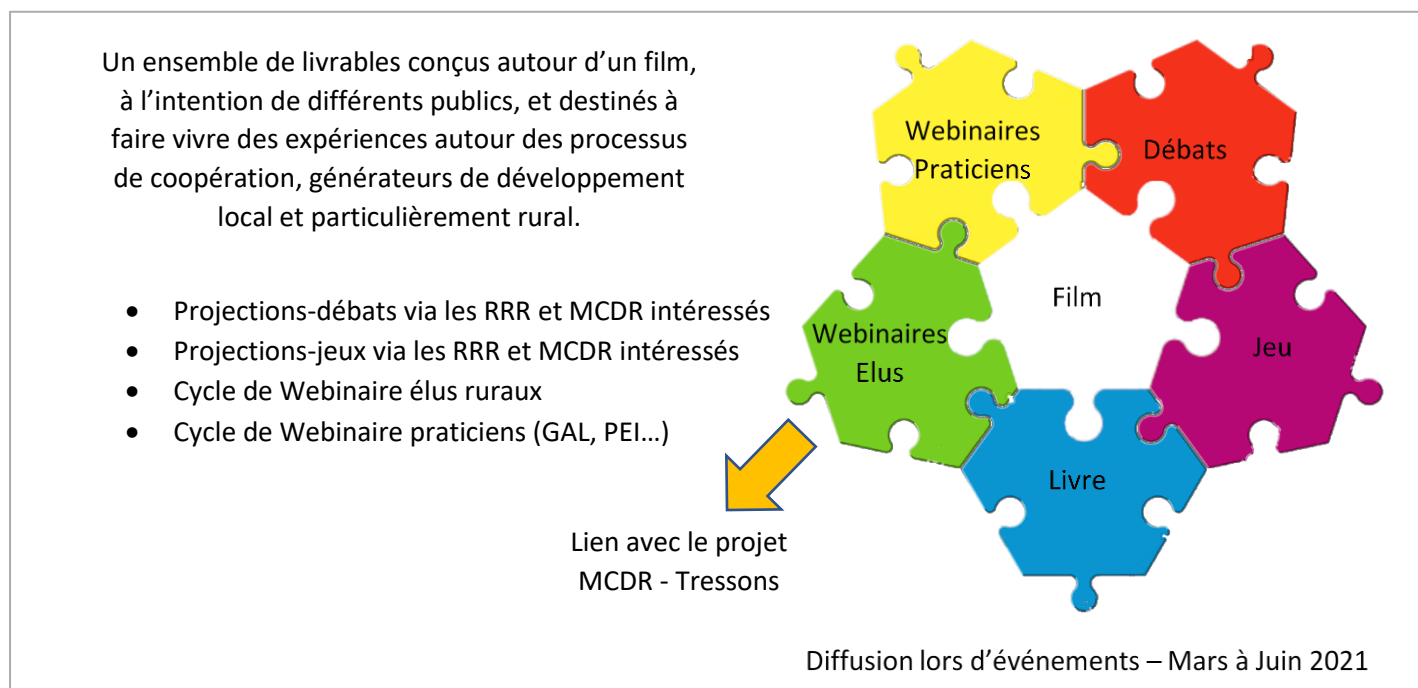 Un ensemble de livrables conçus autour d’un film,
à l’intention de différents publics, et destinés à
faire vivre des expériences autour des processus
de coopération, générateurs de développement
local et particulièrement rural.
• Projections-débats via les RRR et MCDR intéressés
• Projections-jeux via les RRR et MCDR intéressés
• Cycle de Webinaire élus ruraux
• Cycle de Webinaire praticiens (GAL, PEI…)
Lien avec le projet
MCDR - Tressons
Webinaires
Praticiens
Débats
Film
Webinaires
Elus
Jeu
Livre
Diffusion lors d’événements – Mars à Juin 2021